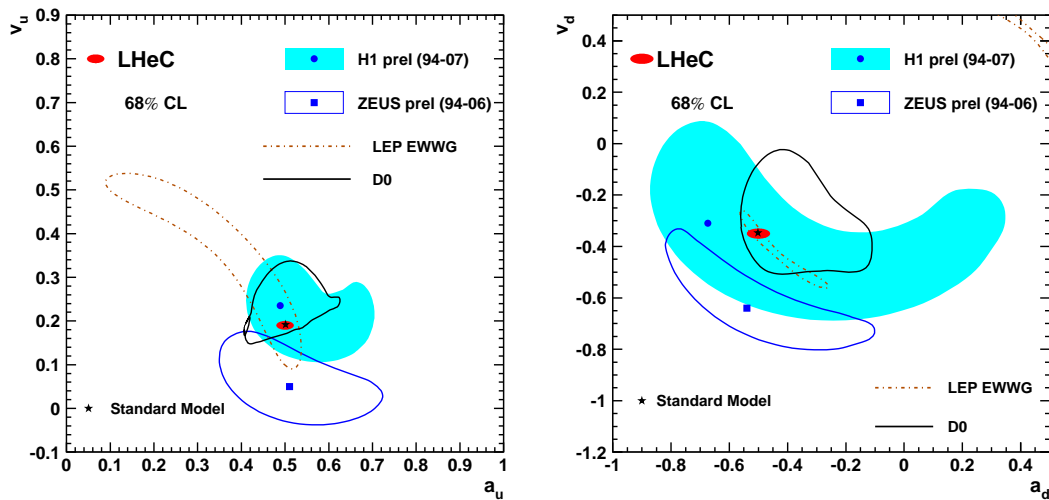 v_u
0.9
0.8
0.7
0.6
0.5
0.4
0.3
0.2
0.1
0
-0.1
LHeC
68% CL
H1 prel (94-07)
ZEUS prel (94-06)
LEP EWWG
D0
Standard Model
0 0.1 0.2 0.3 0.4 0.5 0.6 0.7 0.8 0.9 1
a_u
v_d
0.4
0.2
0
-0.2
-0.4
-0.6
-0.8
-1
-1.2
LHeC
68% CL
H1 prel (94-07)
ZEUS prel (94-06)
Standard Model
LEP EWWG
D0
-1 -0.8 -0.6 -0.4 -0.2 0 0.2 0.4
a_d